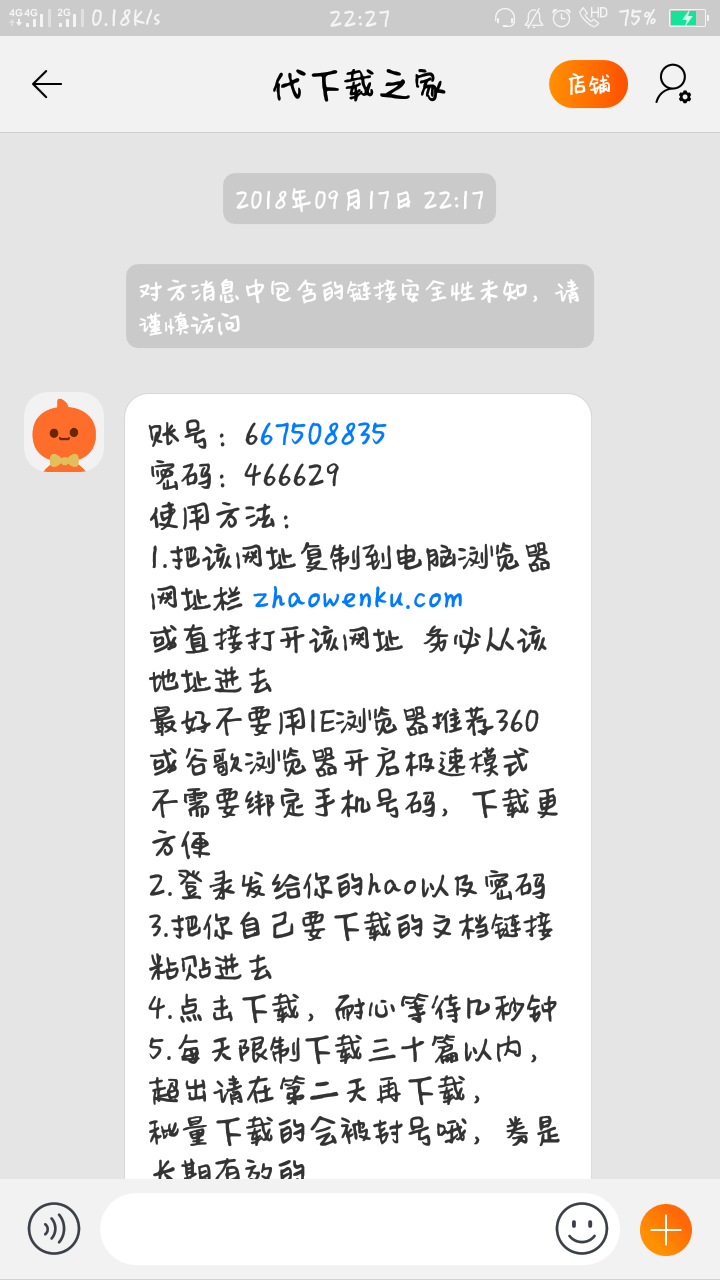 4G 4G 2G 0.18K/s 22:27 HD 75%
代下载之家 店铺
2018年09月17日 22:17
对方消息中包含的链接安全性未知，请
谨慎访问
账号：667508835
密码：466629
使用方法：
1.把该网址复制到电脑浏览器
网址栏 zhaowenku.com
或直接打开该网址 务必从该
地址进去
最好不要用IE浏览器推荐360
或谷歌浏览器开启极速模式
不需要绑定手机号码，下载更
方便
2.登录发给你的hao以及密码
3.把你自己要下载的文档链接
粘贴进去
4.点击下载，耐心等待几秒钟
5.每天限制下载三十篇以内，
超出请在第二天再下载，
批量下载的会被封号哦，券是
长期有效的